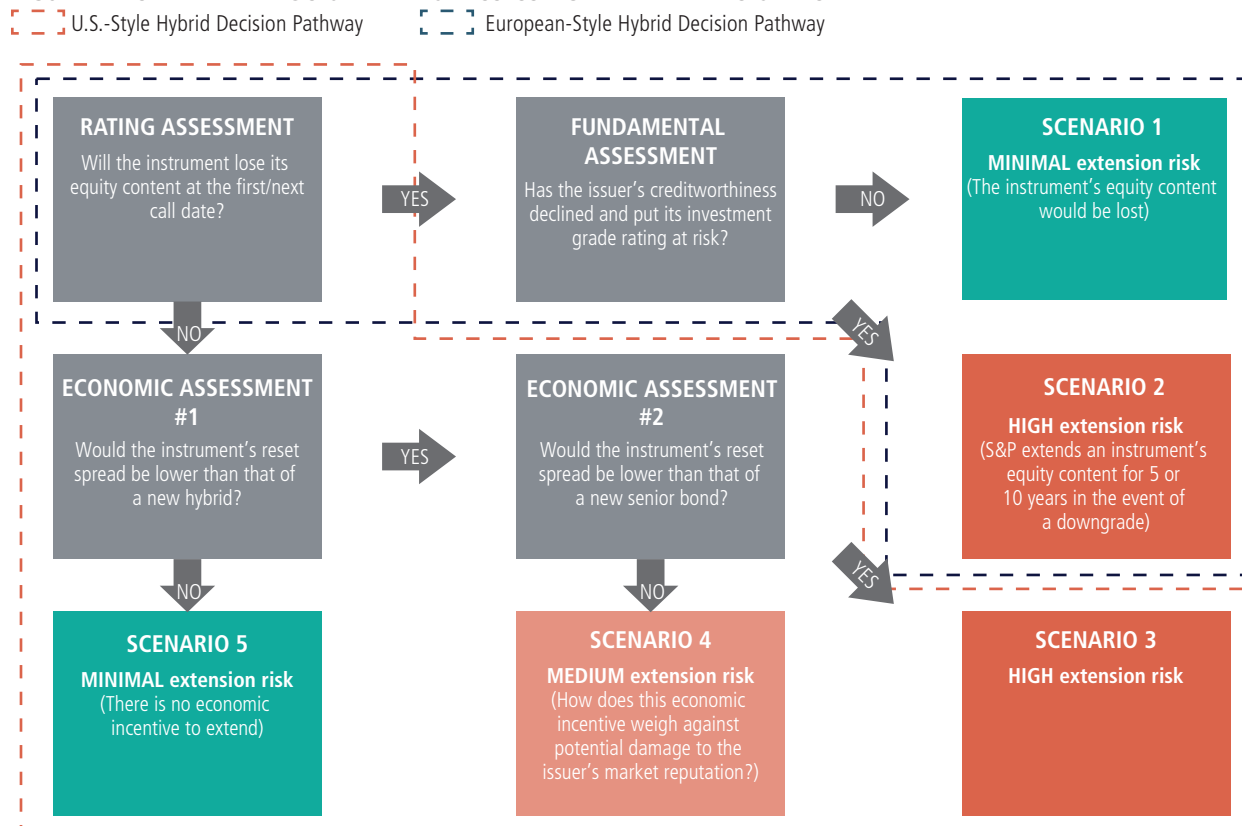 U.S.-Style Hybrid Decision Pathway
European-Style Hybrid Decision Pathway
RATING ASSESSMENT
Will the instrument lose its
equity content at the first/next
call date?
YES
FUNDAMENTAL
ASSESSMENT
Has the issuer's creditworthiness
declined and put its investment
grade rating at risk?
NO
SCENARIO 1
MINIMAL extension risk
(The instrument's equity content
would be lost)
NO
YES
ECONOMIC ASSESSMENT
#1
Would the instrument's reset
spread be lower than that of
a new hybrid?
YES
ECONOMIC ASSESSMENT
#2
Would the instrument's reset
spread be lower than that of
a new senior bond?
SCENARIO 2
HIGH extension risk
(S&P extends an instrument's
equity content for 5 or
10 years in the event of
a downgrade)
NO
NO
YES
SCENARIO 5
MINIMAL extension risk
(There is no economic
incentive to extend)
SCENARIO 4
MEDIUM extension risk
(How does this economic
incentive weigh against
potential damage to the
issuer's market reputation?)
SCENARIO 3
HIGH extension risk